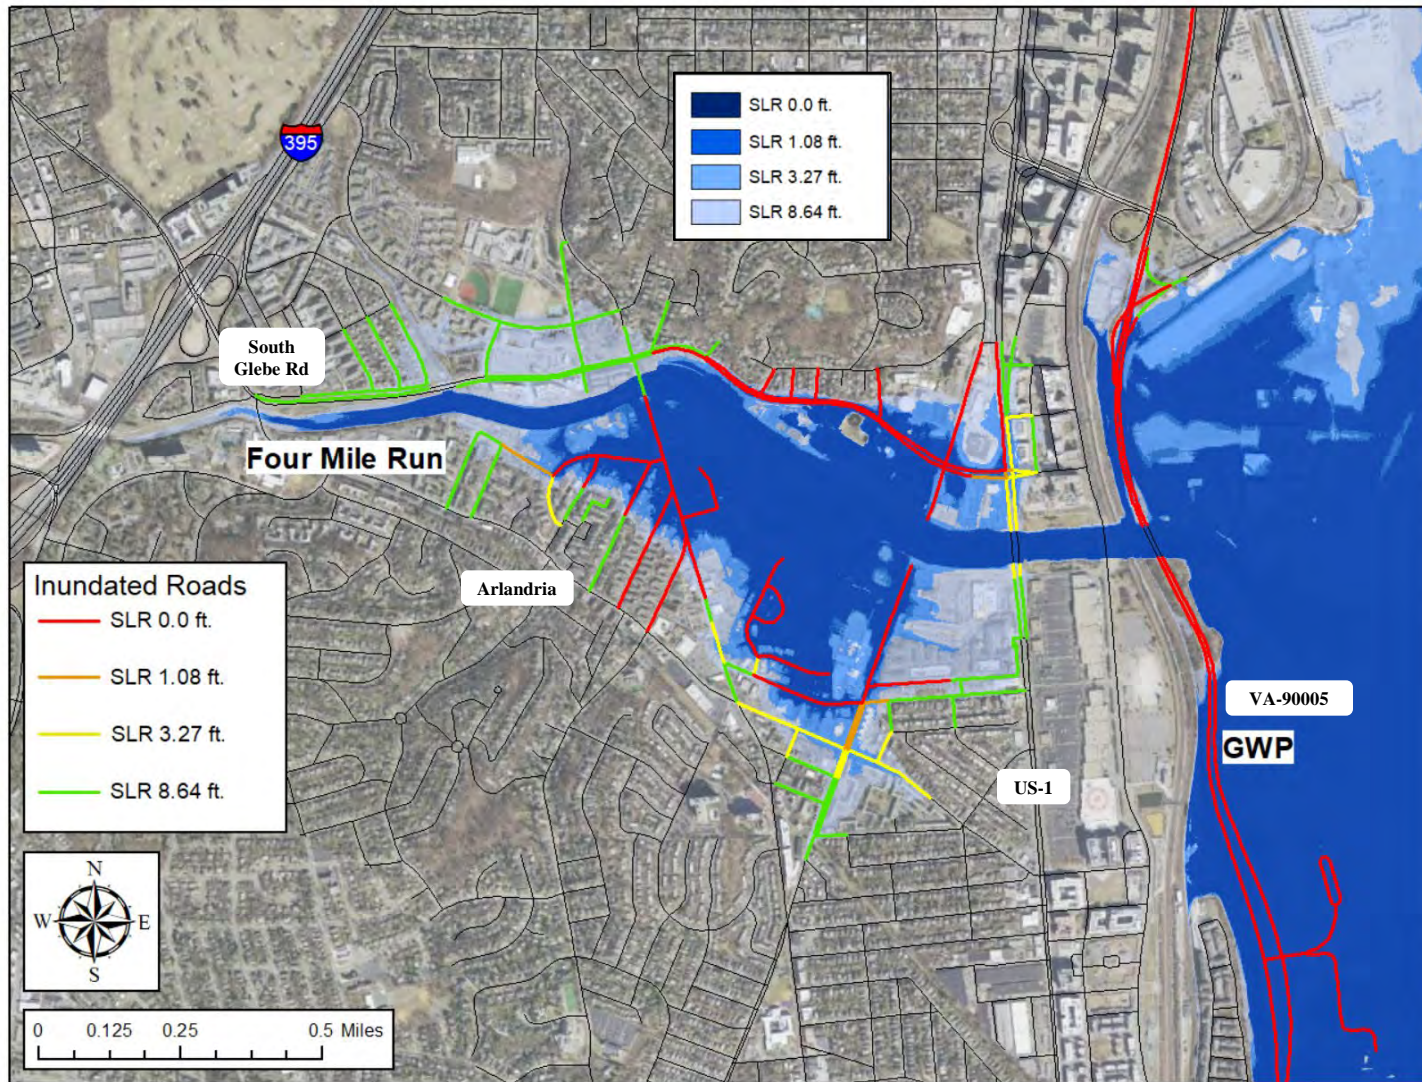 395
SLR 0.0 ft.
SLR 1.08 ft.
SLR 3.27 ft.
SLR 8.64 ft.
South
Glebe Rd
Four Mile Run
Arlandria
Inundated Roads
SLR 0.0 ft.
SLR 1.08 ft.
SLR 3.27 ft.
SLR 8.64 ft.
VA-90005
GWP
US-1
N
W E
S
0 0.125 0.25 0.5 Miles